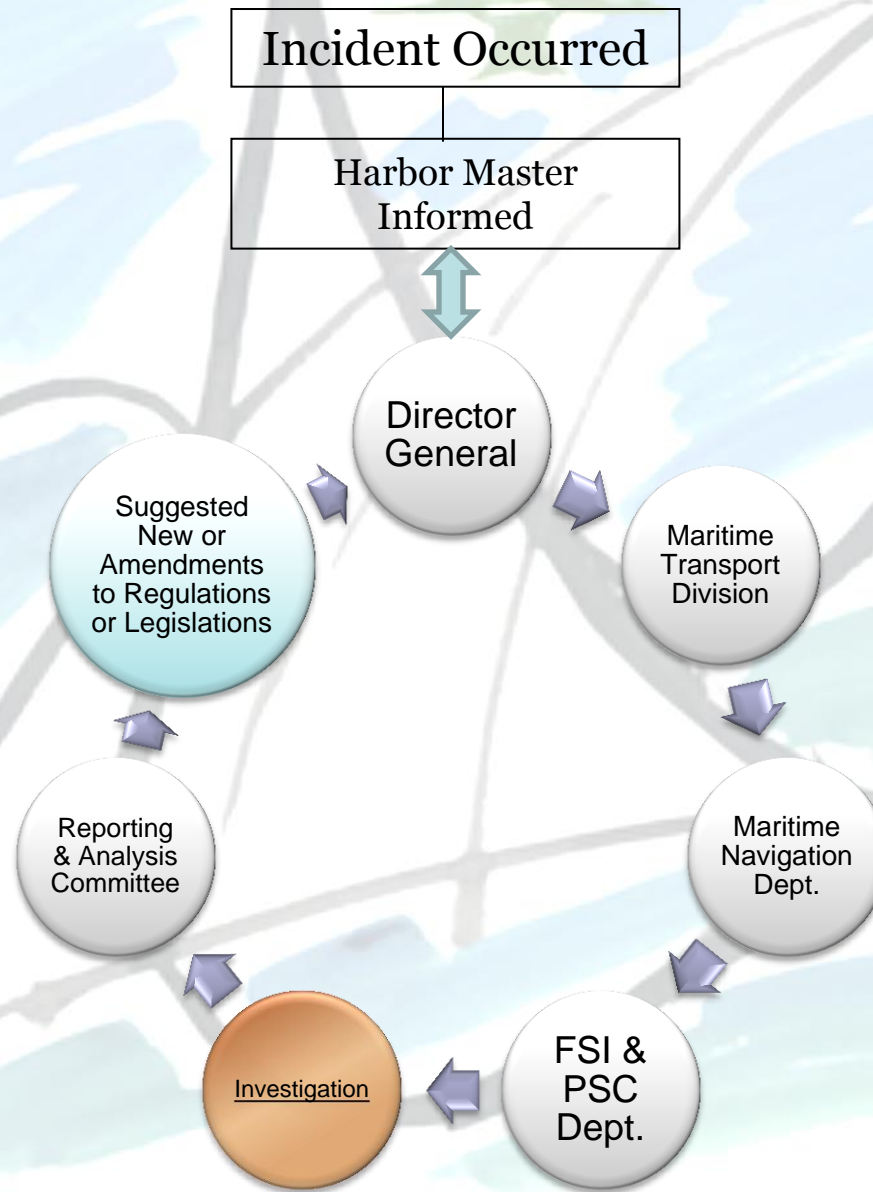 Incident Occurred
Harbor Master
Informed
Director
General
Maritime
Transport
Division
Maritime
Navigation
Dept.
FSI &
PSC
Dept.
Investigation
Reporting
& Analysis
Committee
Suggested
New or
Amendments
to Regulations
or Legislations